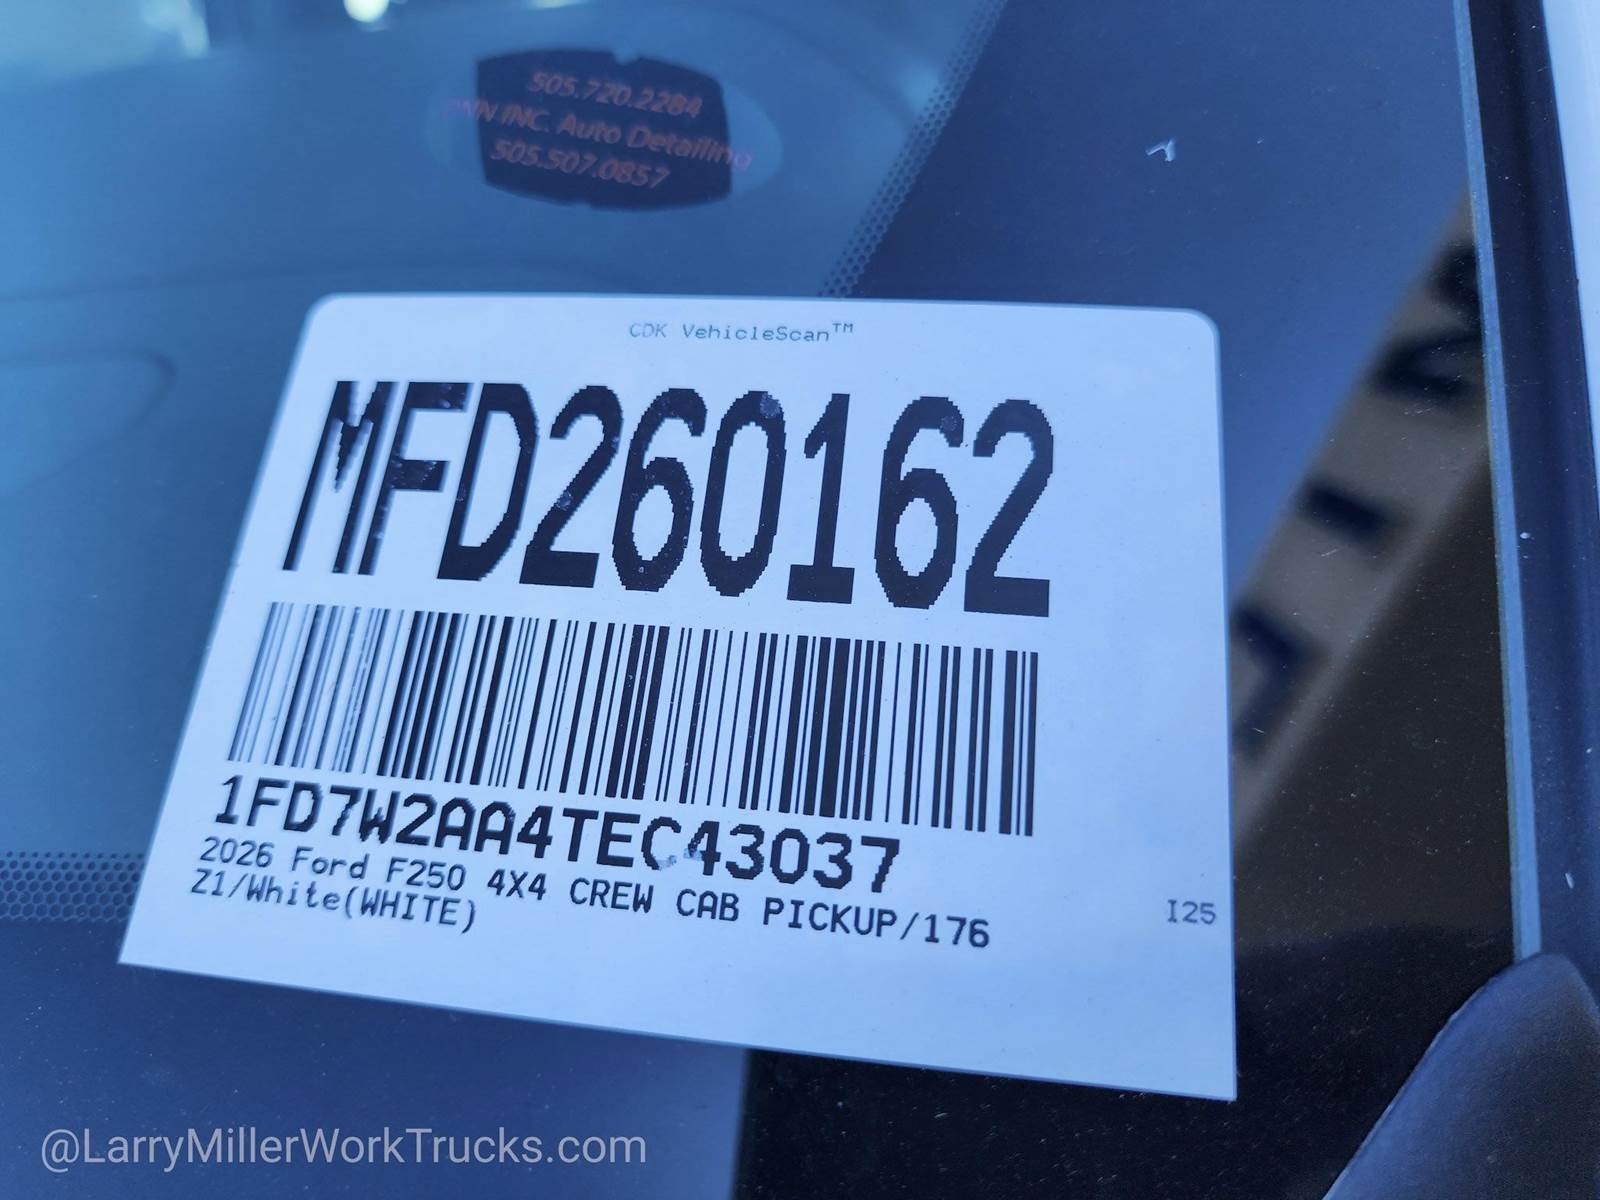 505.720.2284
INC. Auto Detailing
505.507.0857
CDK VehicleScan™
MFD260162
1FD7W2AA4TEC43037
2026 Ford F250 4X4 CREW CAB PICKUP/176
Z1/White(WHITE)
I25
@LarryMillerWorkTrucks.com